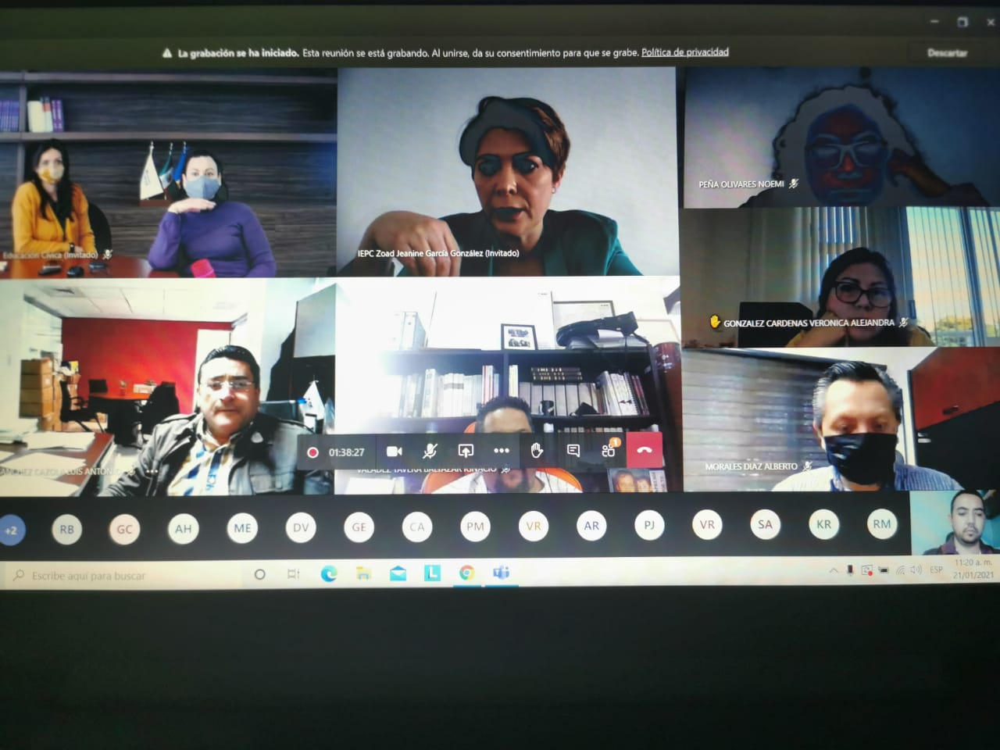 La grabación se ha iniciado. Esta reunión se está grabando. Al unirse, da su consentimiento para que se grabe. Política de privacidad
Descartar
PEÑA OLIVARES NOEMI
Educación Cívica (Invitado)
IEPC Zoad Jeanine García González (Invitado)
GONZALEZ CARDENAS VERONICA ALEJANDRA
01:38:27
1
MORALES DIAZ ALBERTO
VALADEZ TAVERA BALTAZAR IGNACIO
ANCHEZ CAZOLA LUIS ANTONIO
+2
RB
GC
AH
ME
DV
GE
CA
PM
VR
AR
PJ
VR
SA
KR
RM
Escribe aquí para buscar
L
ESP
11:20 a. m.
21/01/2021